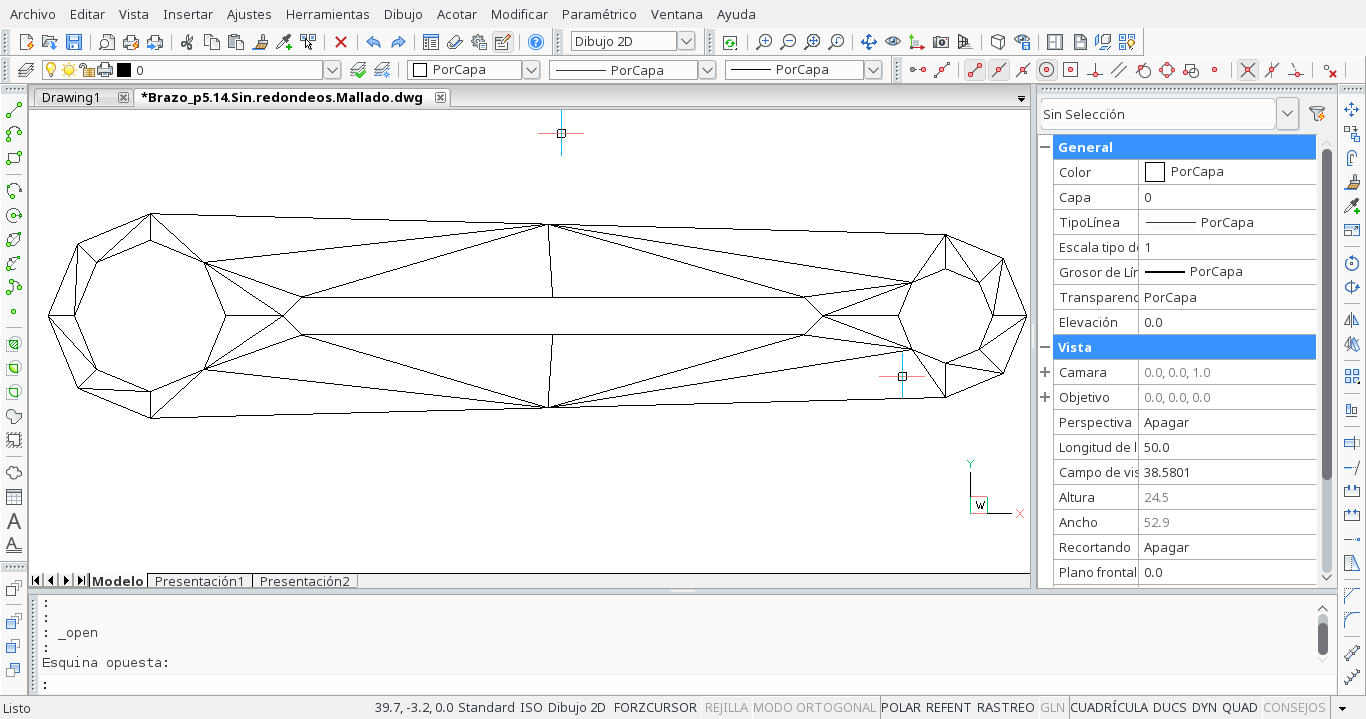 Archivo Editar Vista Insertar Ajustes Herramientas Dibujo Acotar Modificar Paramétrico Ventana Ayuda
Dibujo 2D
0 PorCapa PorCapa PorCapa
Drawing1 *Brazo_p5.14.Sin.redondeos.Mallado.dwg
Sin Selección
General
Color PorCapa
Capa 0
TipoLínea PorCapa
Escala tipo de 1
Grosor de Lír PorCapa
Transparenc PorCapa
Elevación 0.0
Vista
Camara 0.0, 0.0, 1.0
Objetivo 0.0, 0.0, 0.0
Perspectiva Apagar
Longitud de l 50.0
Campo de vis 38.5801
Altura 24.5
Ancho 52.9
Recortando Apagar
Plano frontal 0.0
Y
W
X
A
A
Modelo Presentación1 Presentación2
:
:
: _open
:
Esquina opuesta:
:
Listo 39.7, -3.2, 0.0 Standard ISO Dibujo 2D FORZCURSOR REJILLA MODO ORTOGONAL POLAR REFENT RASTREO GLN CUADRÍCULA DUCS DYN QUAD CONSEJOS